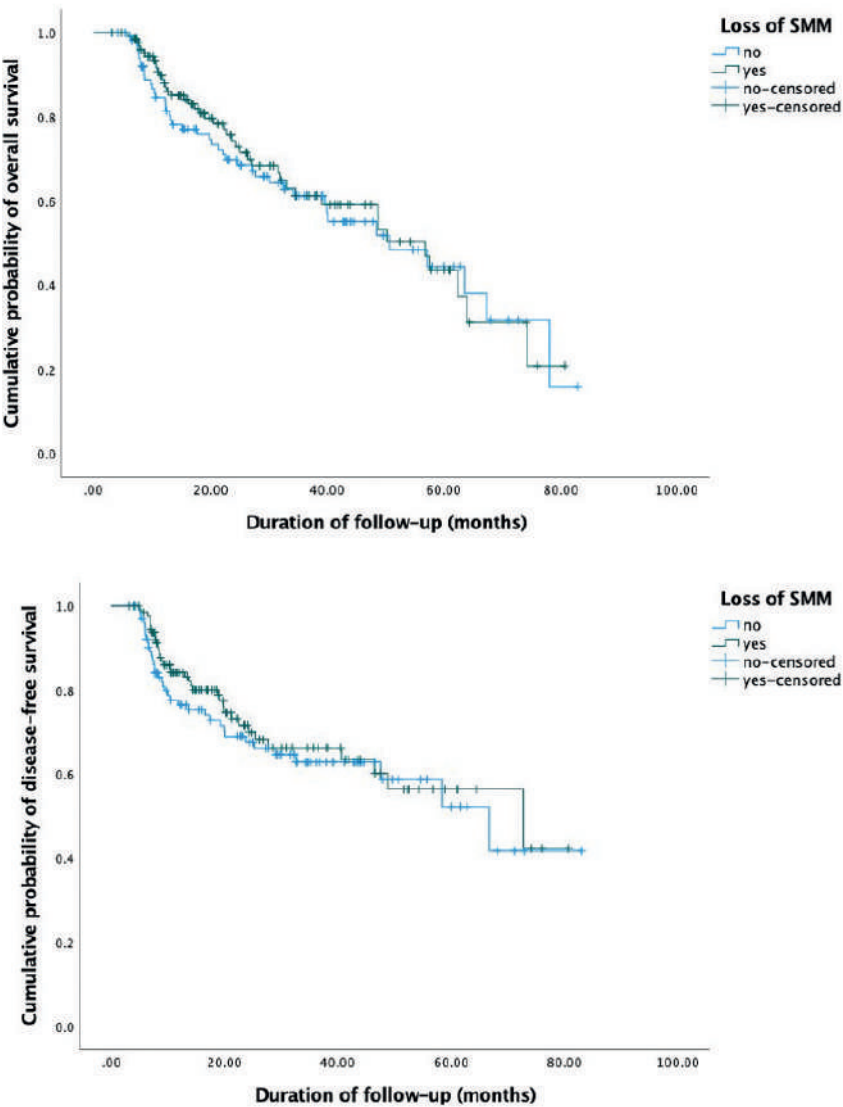 Loss of SMM
no
yes
no-censored
yes-censored
Cumulative probability of overall survival
1.0
0.8
0.6
0.4
0.2
0.0
.00 20.00 40.00 60.00 80.00 100.00
Duration of follow-up (months)
Loss of SMM
no
yes
no-censored
yes-censored
Cumulative probability of disease-free survival
1.0
0.8
0.6
0.4
0.2
0.0
.00 20.00 40.00 60.00 80.00 100.00
Duration of follow-up (months)